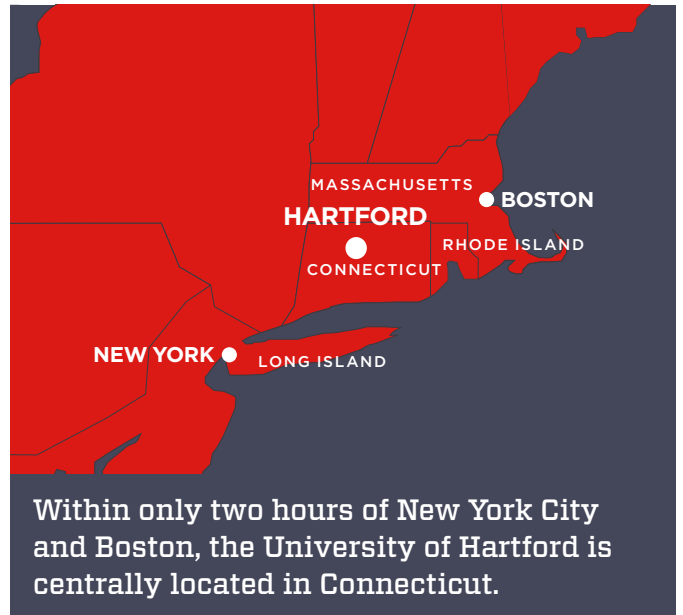 MASSACHUSETTS
BOSTON
HARTFORD
RHODE ISLAND
CONNECTICUT
NEW YORK
LONG ISLAND
Within only two hours of New York City
and Boston, the University of Hartford is
centrally located in Connecticut.